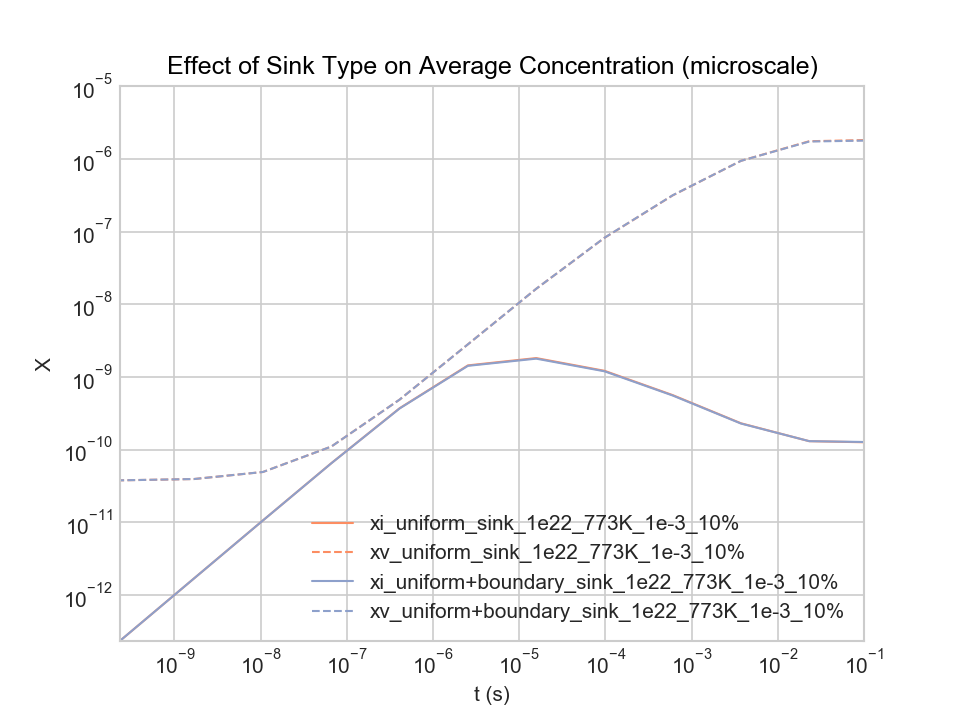 Effect of Sink Type on Average Concentration (microscale)
10⁻⁵
10⁻⁶
10⁻⁷
10⁻⁸
10⁻⁹
10⁻¹⁰
10⁻¹¹
10⁻¹²
X
xi_uniform_sink_1e22_773K_1e-3_10%
xv_uniform_sink_1e22_773K_1e-3_10%
xi_uniform+boundary_sink_1e22_773K_1e-3_10%
xv_uniform+boundary_sink_1e22_773K_1e-3_10%
10⁻⁹ 10⁻⁸ 10⁻⁷ 10⁻⁶ 10⁻⁵ 10⁻⁴ 10⁻³ 10⁻² 10⁻¹
t (s)